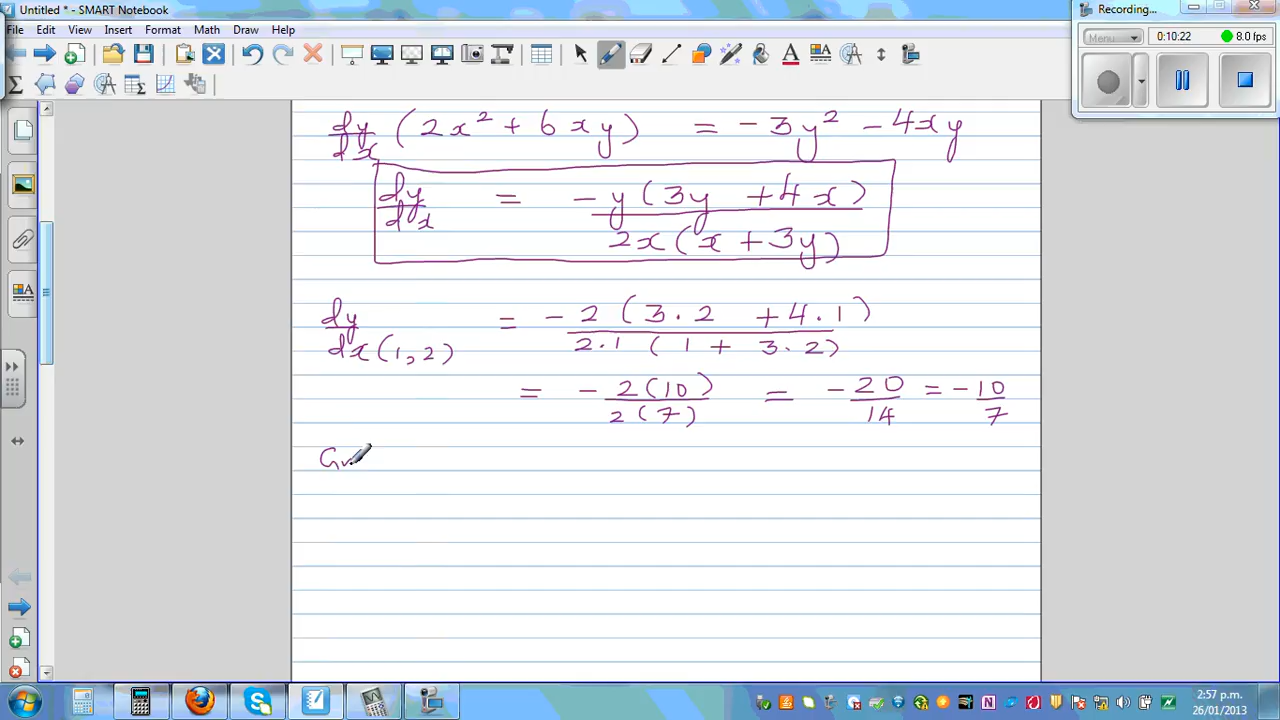 Untitled * - SMART Notebook
File Edit View Insert Format Math Draw Help
Recording...
Menu
0:10:22
8.0 fps
dy/dx (2x² + 6xy) = -3y² - 4xy
dy/dx = -y(3y + 4x) / 2x(x + 3y)
dy/dx(1,2) = -2(3.2 + 4.1) / 2.1(1 + 3.2)
= -2(10) / 2(7) = -20/14 = -10/7
2:57 p.m.
26/01/2013